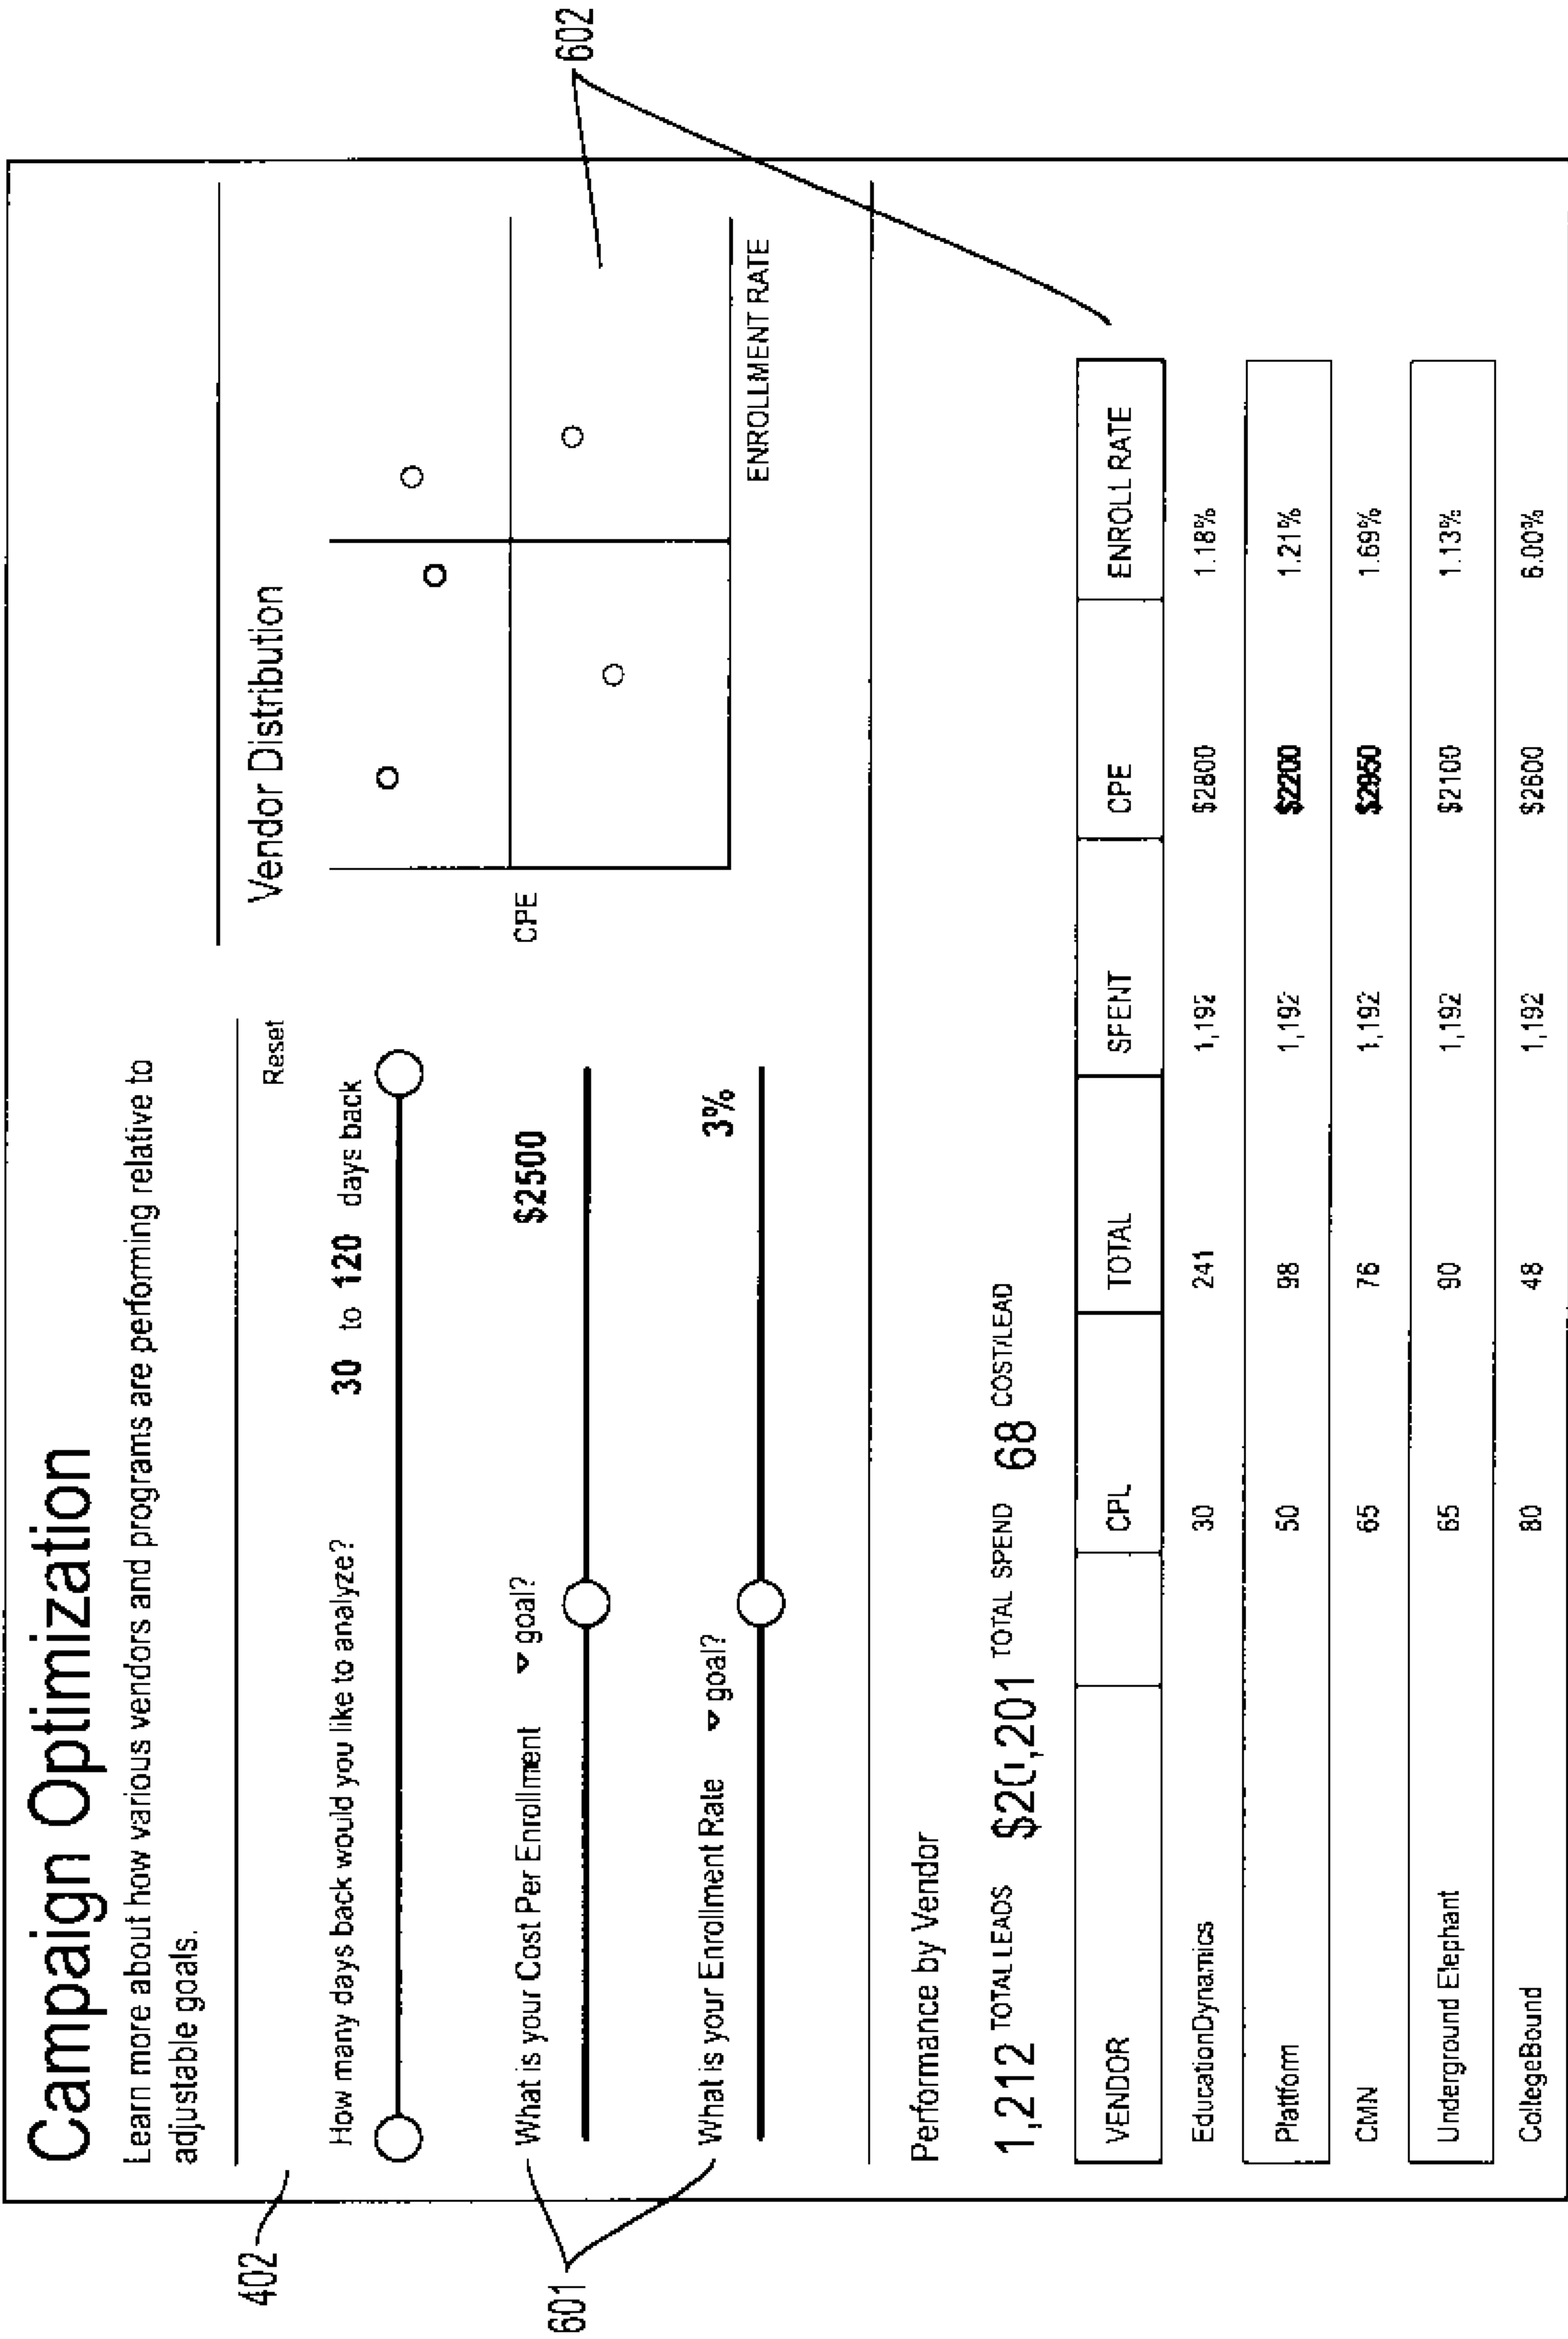 Campaign Optimization
Learn more about how various vendors and programs are performing relative to
adjustable goals.
402
Reset
How many days back would you like to analyze? 30 to 120 days back
What is your Cost Per Enrollment ▾ goal? $2500
What is your Enrollment Rate ▾ goal? 3%
601
Vendor Distribution
CPE
ENROLLMENT RATE
602
Performance by Vendor
1,212 TOTAL LEADS $20,201 TOTAL SPEND 68 COST/LEAD
VENDOR CPL TOTAL SPENT CPE ENROLL RATE
EducationDynamics 30 241 1,192 $2800 1.18%
Plattform 50 98 1,192 $2200 1.21%
CMN 65 76 1,192 $2950 1.69%
Underground Elephant 65 90 1,192 $2100 1.13%
CollegeBound 80 48 1,192 $2600 6.00%